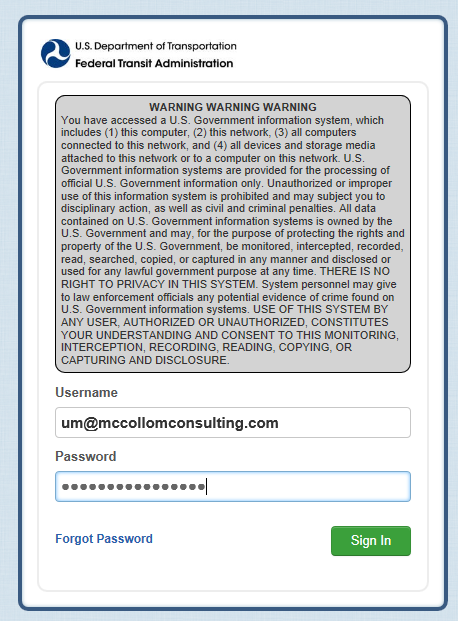 U.S. Department of Transportation
Federal Transit Administration
WARNING WARNING WARNING
You have accessed a U.S. Government information system, which
includes (1) this computer, (2) this network, (3) all computers
connected to this network, and (4) all devices and storage media
attached to this network or to a computer on this network. U.S.
Government information systems are provided for the processing of
official U.S. Government information only. Unauthorized or improper
use of this information system is prohibited and may subject you to
disciplinary action, as well as civil and criminal penalties. All data
contained on U.S. Government information systems is owned by the
U.S. Government and may, for the purpose of protecting the rights and
property of the U.S. Government, be monitored, intercepted, recorded,
read, searched, copied, or captured in any manner and disclosed or
used for any lawful government purpose at any time. THERE IS NO
RIGHT TO PRIVACY IN THIS SYSTEM. System personnel may give
to law enforcement officials any potential evidence of crime found on
U.S. Government information systems. USE OF THIS SYSTEM BY
ANY USER, AUTHORIZED OR UNAUTHORIZED, CONSTITUTES
YOUR UNDERSTANDING AND CONSENT TO THIS MONITORING,
INTERCEPTION, RECORDING, READING, COPYING, OR
CAPTURING AND DISCLOSURE.
Username
um@mccollomconsulting.com
Password
●●●●●●●●●●●●●●●●
Forgot Password
Sign In